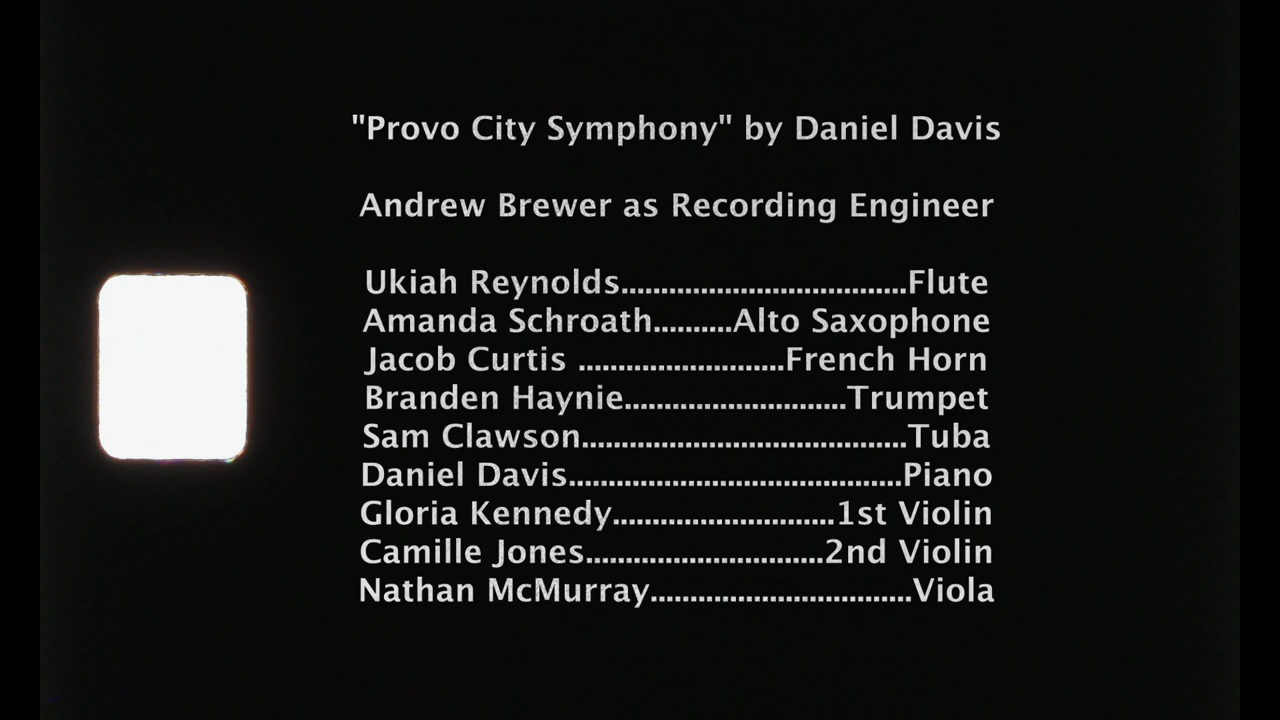 "Provo City Symphony" by Daniel Davis
Andrew Brewer as Recording Engineer
Ukiah Reynolds....................................Flute
Amanda Schroath..........Alto Saxophone
Jacob Curtis ..........................French Horn
Branden Haynie............................Trumpet
Sam Clawson.........................................Tuba
Daniel Davis..........................................Piano
Gloria Kennedy............................1st Violin
Camille Jones..............................2nd Violin
Nathan McMurray.................................Viola